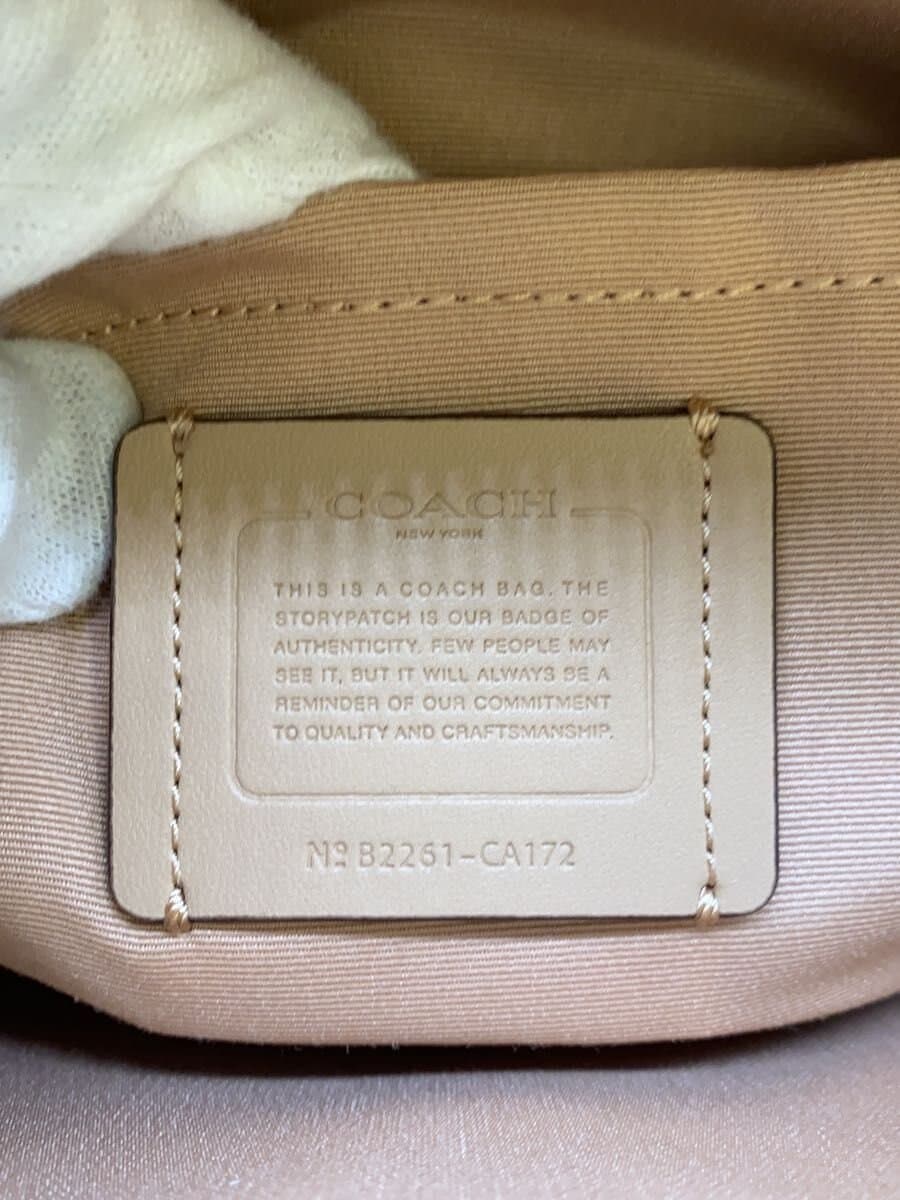 COACH
NEW YORK
THIS IS A COACH BAG. THE
STORYPATCH IS OUR BADGE OF
AUTHENTICITY. FEW PEOPLE MAY
SEE IT, BUT IT WILL ALWAYS BE A
REMINDER OF OUR COMMITMENT
TO QUALITY AND CRAFTSMANSHIP.
Nº B2261-CA172